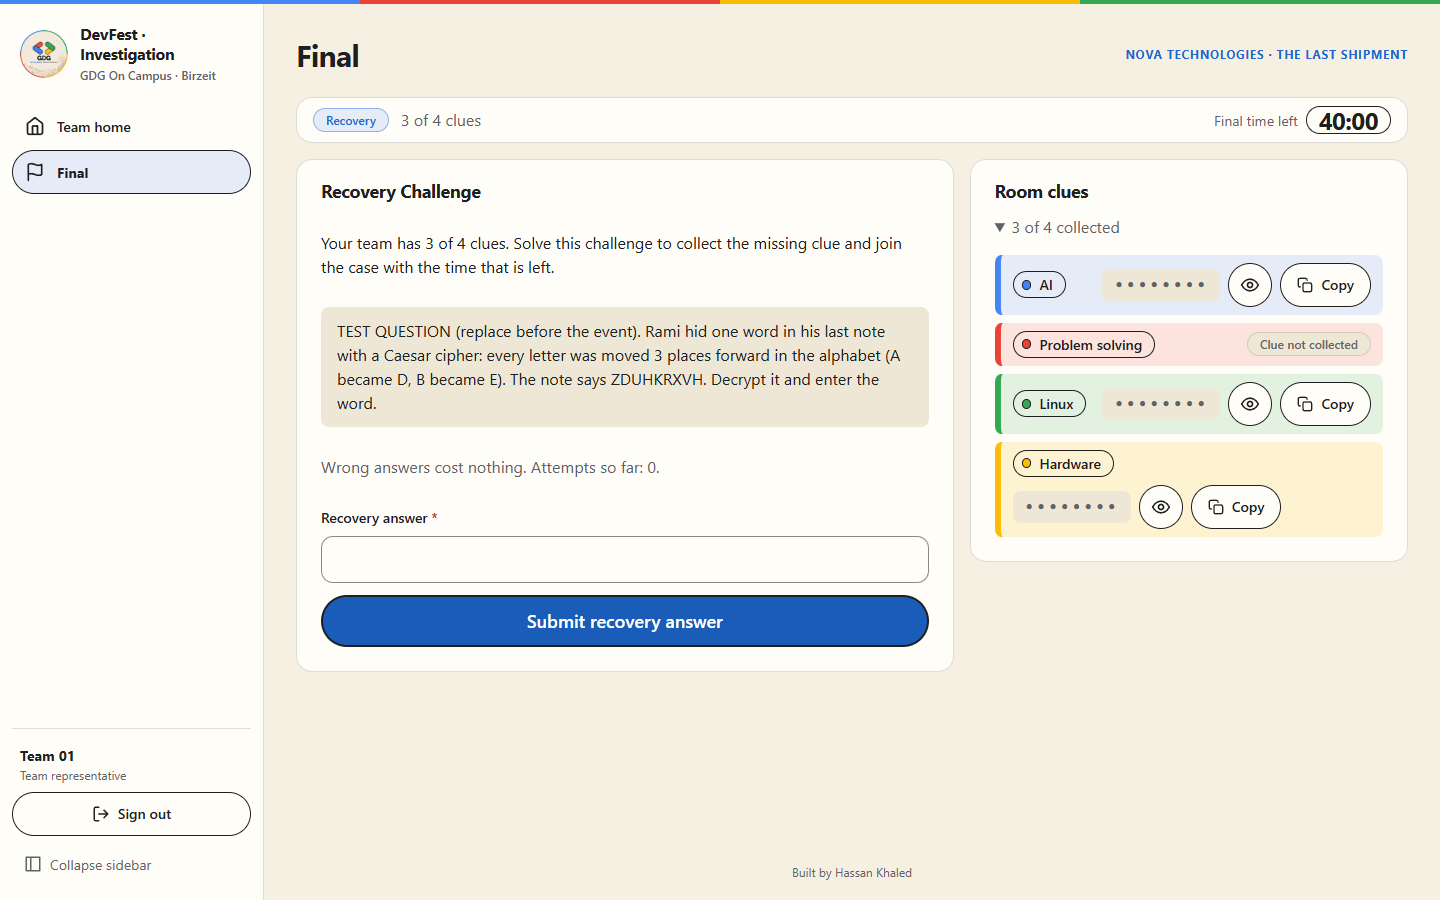 DevFest ·
Investigation
GDG On Campus · Birzeit
GDG
Team home
Final
Team 01
Team representative
Sign out
Collapse sidebar
Final
NOVA TECHNOLOGIES · THE LAST SHIPMENT
Recovery
3 of 4 clues
Final time left
40:00
Recovery Challenge
Your team has 3 of 4 clues. Solve this challenge to collect the missing clue and join
the case with the time that is left.
TEST QUESTION (replace before the event). Rami hid one word in his last note
with a Caesar cipher: every letter was moved 3 places forward in the alphabet (A
became D, B became E). The note says ZDUHKRXVH. Decrypt it and enter the
word.
Wrong answers cost nothing. Attempts so far: 0.
Recovery answer *
Submit recovery answer
Room clues
▼ 3 of 4 collected
AI
••••••••
Copy
Problem solving
Clue not collected
Linux
••••••••
Copy
Hardware
••••••••
Copy
Built by Hassan Khaled